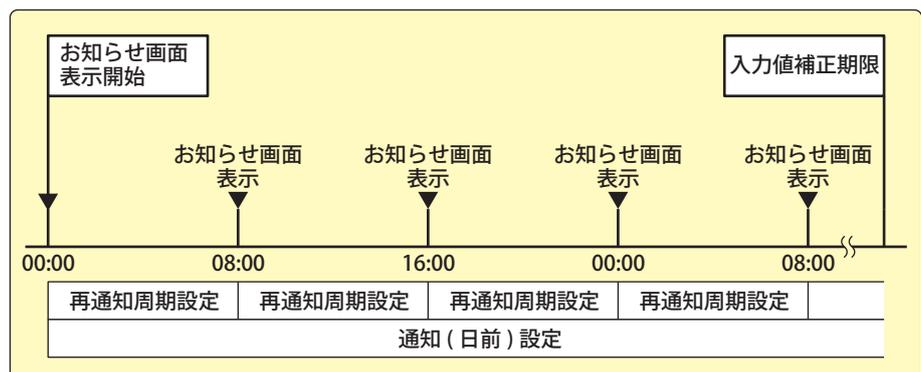 お知らせ画面
表示開始
入力値補正期限
お知らせ画面
表示
お知らせ画面
表示
お知らせ画面
表示
お知らせ画面
表示
00:00
08:00
16:00
00:00
08:00
再通知周期設定
再通知周期設定
再通知周期設定
再通知周期設定
通知 ( 日前 ) 設定